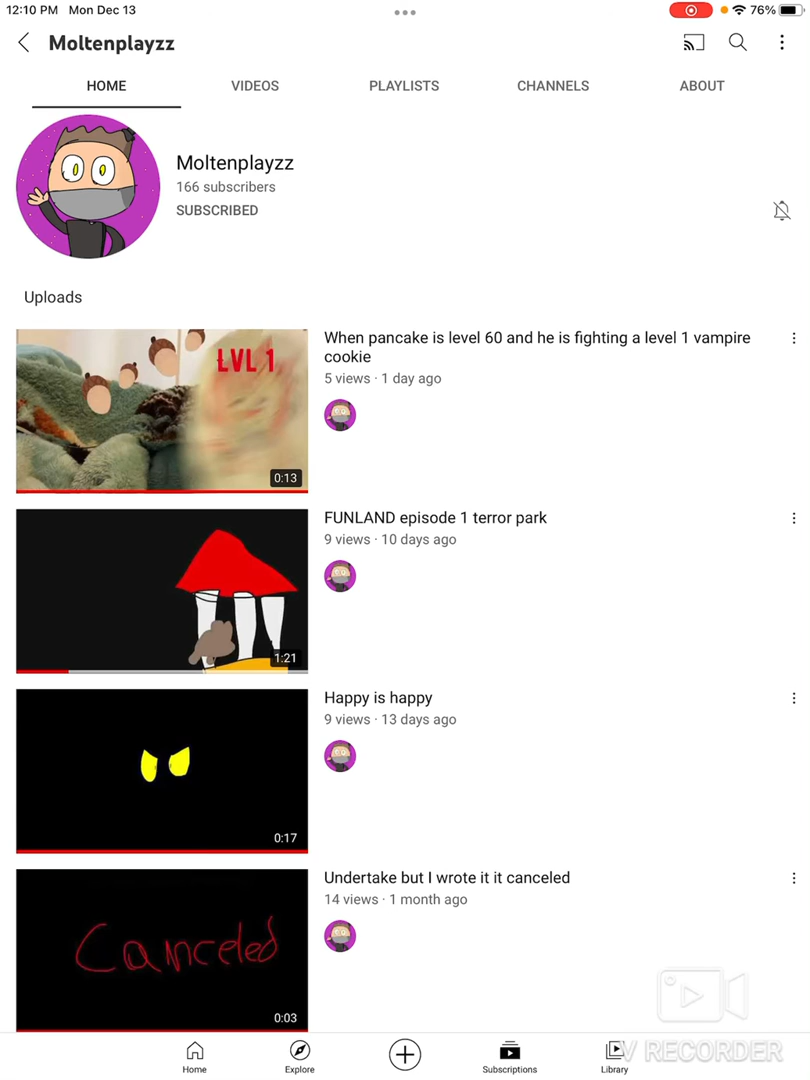 12:10 PM Mon Dec 13
76%
Moltenplayzz
HOME VIDEOS PLAYLISTS CHANNELS ABOUT
Moltenplayzz
166 subscribers
SUBSCRIBED
Uploads
LVL 1
0:13
When pancake is level 60 and he is fighting a level 1 vampire
cookie
5 views · 1 day ago
1:21
FUNLAND episode 1 terror park
9 views · 10 days ago
0:17
Happy is happy
9 views · 13 days ago
Canceled
0:03
Undertake but I wrote it it canceled
14 views · 1 month ago
V RECORDER
Home Explore Subscriptions Library